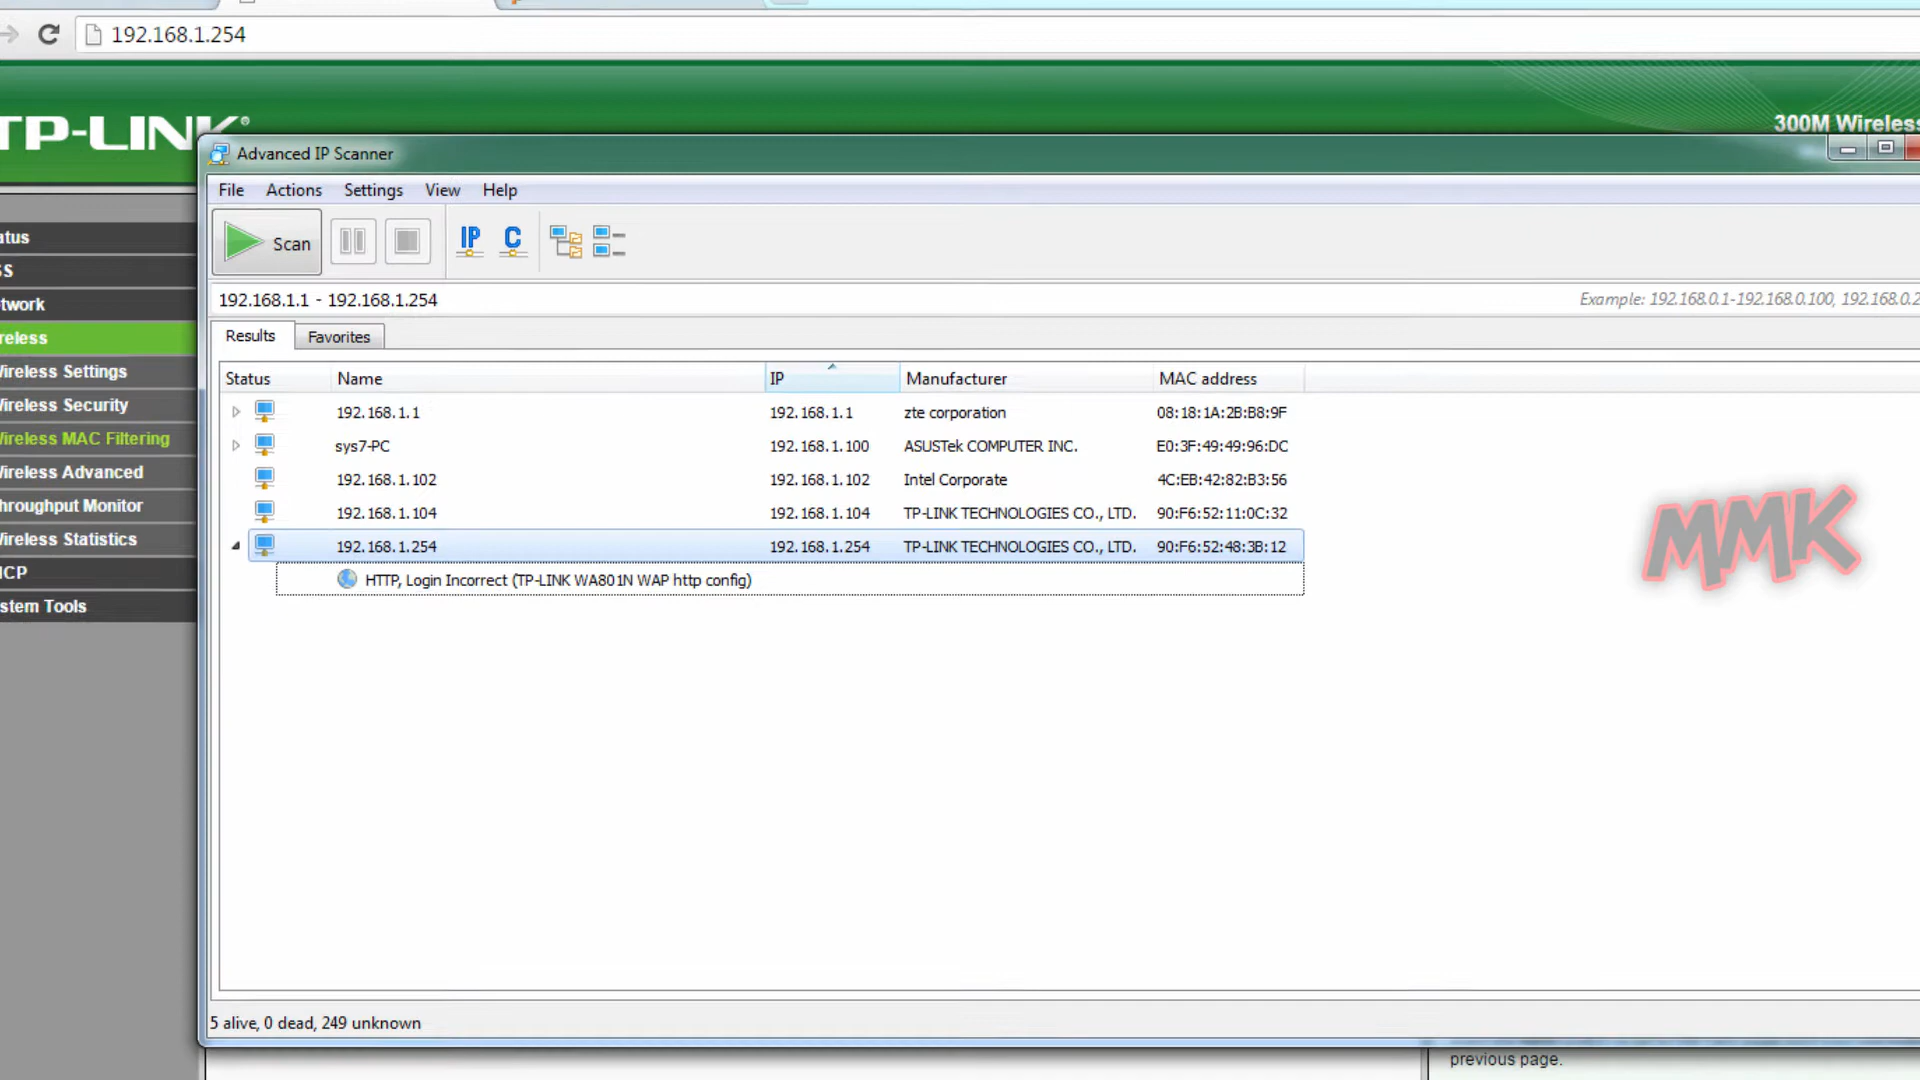 192.168.1.254
TP-LINK®
300M Wireless
Advanced IP Scanner
File Actions Settings View Help
Scan IP C
192.168.1.1 - 192.168.1.254
Example: 192.168.0.1-192.168.0.100, 192.168.0.2
Results Favorites
Status Name IP Manufacturer MAC address
192.168.1.1 192.168.1.1 zte corporation 08:18:1A:2B:B8:9F
sys7-PC 192.168.1.100 ASUSTek COMPUTER INC. E0:3F:49:49:96:DC
192.168.1.102 192.168.1.102 Intel Corporate 4C:EB:42:82:B3:56
192.168.1.104 192.168.1.104 TP-LINK TECHNOLOGIES CO., LTD. 90:F6:52:11:0C:32
192.168.1.254 192.168.1.254 TP-LINK TECHNOLOGIES CO., LTD. 90:F6:52:48:3B:12
HTTP, Login Incorrect (TP-LINK WA801N WAP http config)
5 alive, 0 dead, 249 unknown
atus
S
twork
reless
Wireless Settings
Wireless Security
Wireless MAC Filtering
Wireless Advanced
Throughput Monitor
Wireless Statistics
HCP
stem Tools
MMK
previous page.